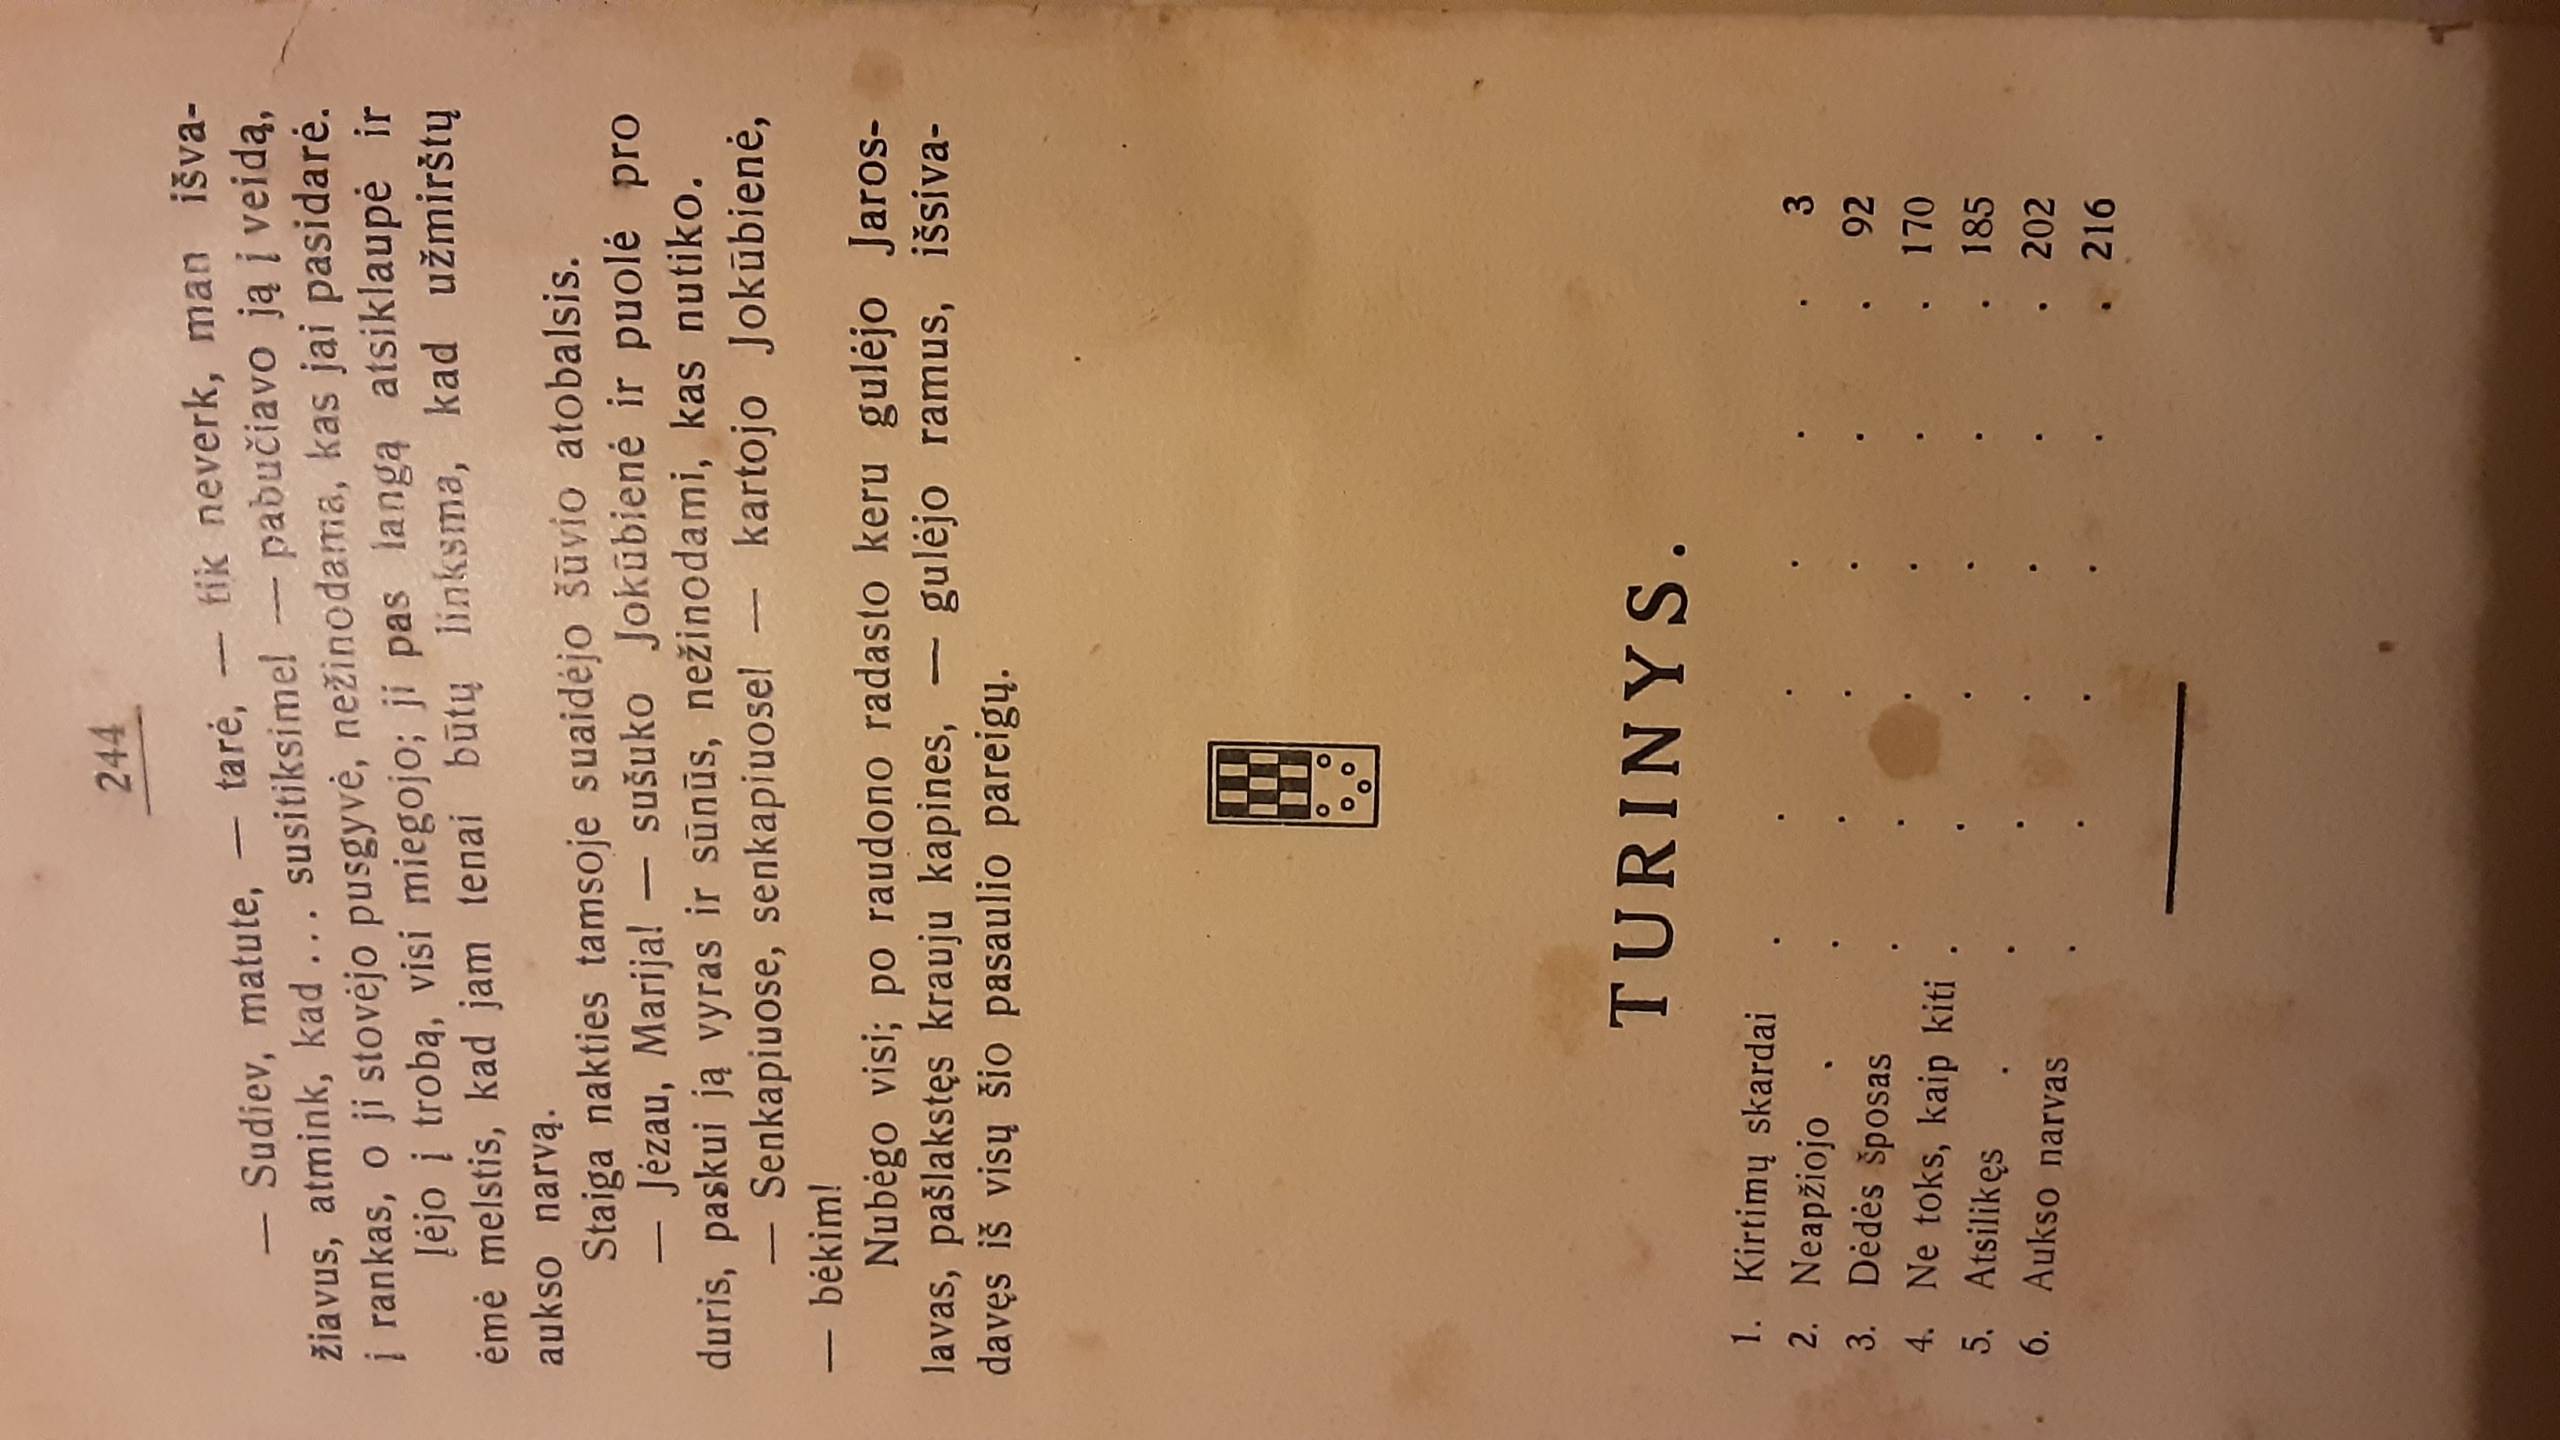 244
— Sudiev, matute, — tarė, — tik neverk, man išva-
žiavus, atmink, kad... susitiksime! — pabučiavo ją į veidą,
į rankas, o ji stovėjo pusgyvė, nežinodama, kas jai pasidarė.
Įėjo į trobą, visi miegojo; ji pas langą atsiklaupė ir
ėmė melstis, kad jam tenai būtų linksma, kad užmirštų
aukso narvą.
Staiga nakties tamsoje suaidėjo šūvio atobalsis.
— Jėzau, Marija! — sušuko Jokūbienė ir puolė pro
duris, paskui ją vyras ir sūnūs, nežinodami, kas nutiko.
— Senkapiuose, senkapiuose! — kartojo Jokūbienė,
— bėkim!
Nubėgo visi; po raudono radasto keru gulėjo Jaros-
lavas, pašlakstęs krauju kapines, — gulėjo ramus, išsiva-
davęs iš visų šio pasaulio pareigų.
TURINYS.
1. Kirtimų skardai . . . . . . 3
2. Neapžiojo . . . . . . . 92
3. Dėdės šposas . . . . . . 170
4. Ne toks, kaip kiti . . . . . . 185
5. Atsilikęs . . . . . . . 202
6. Aukso narvas . . . . . . 216